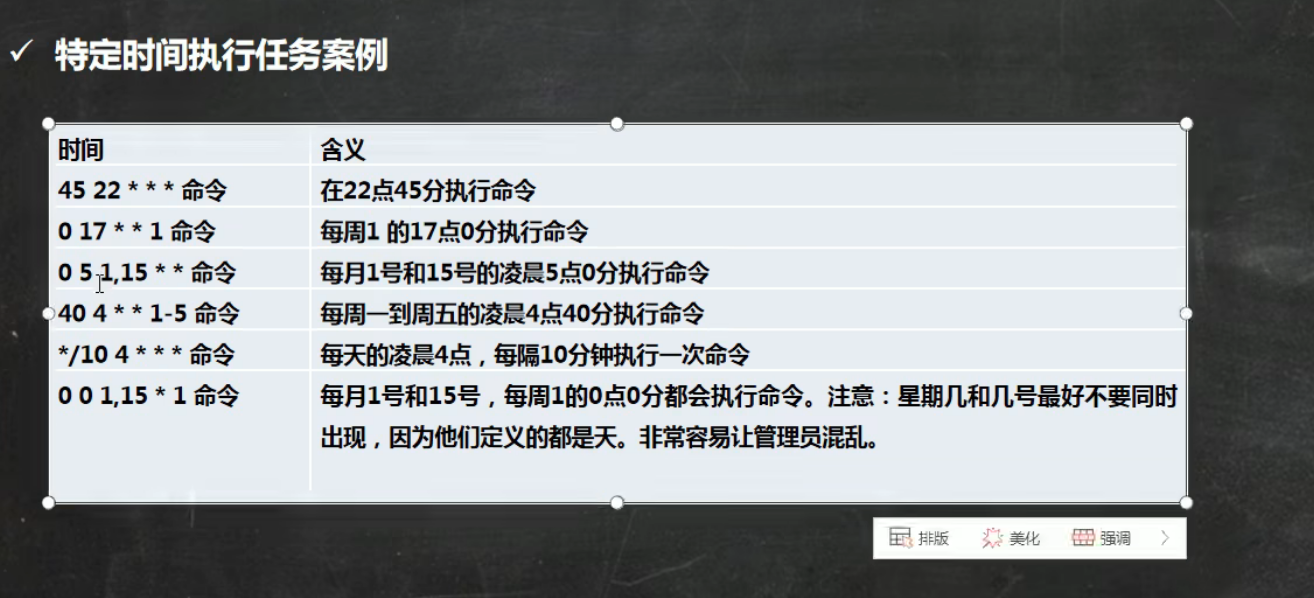 ✓ 特定时间执行任务案例
时间 含义
45 22 * * * 命令 在22点45分执行命令
0 17 * * 1 命令 每周1 的17点0分执行命令
0 5 1,15 * * 命令 每月1号和15号的凌晨5点0分执行命令
40 4 * * 1-5 命令 每周一到周五的凌晨4点40分执行命令
*/10 4 * * * 命令 每天的凌晨4点，每隔10分钟执行一次命令
0 0 1,15 * 1 命令 每月1号和15号，每周1的0点0分都会执行命令。注意：星期几和几号最好不要同时
出现，因为他们定义的都是天。非常容易让管理员混乱。
排版 美化 强调